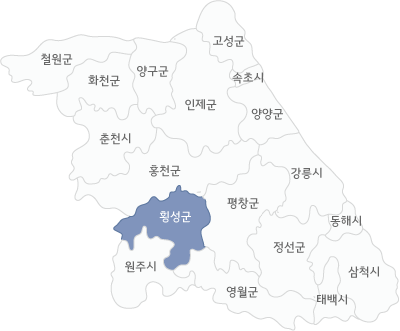 고성군
철원군
속초시
화천군
양구군
인제군
양양군
춘천시
홍천군
강릉시
평창군
횡성군
동해시
정선군
원주시
삼척시
영월군
태백시